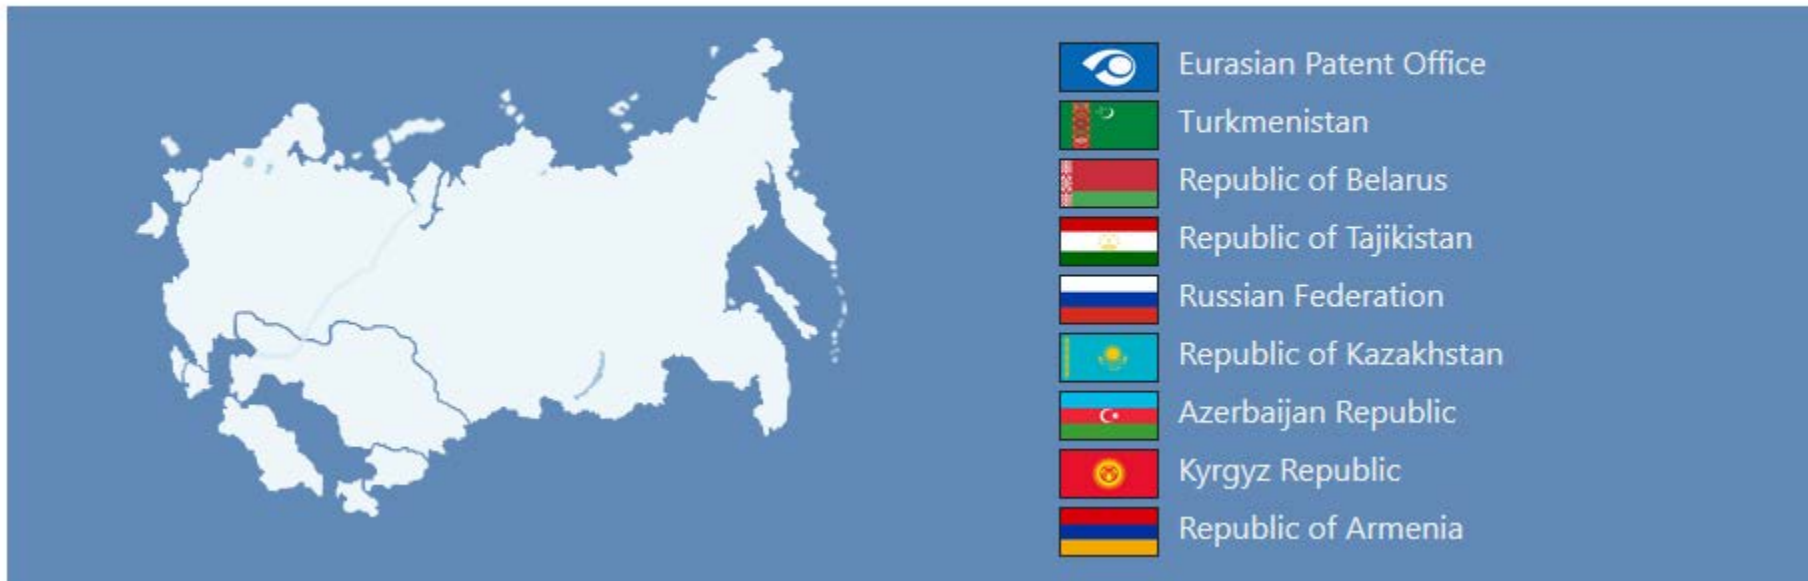 Eurasian Patent Office
Turkmenistan
Republic of Belarus
Republic of Tajikistan
Russian Federation
Republic of Kazakhstan
Azerbaijan Republic
Kyrgyz Republic
Republic of Armenia